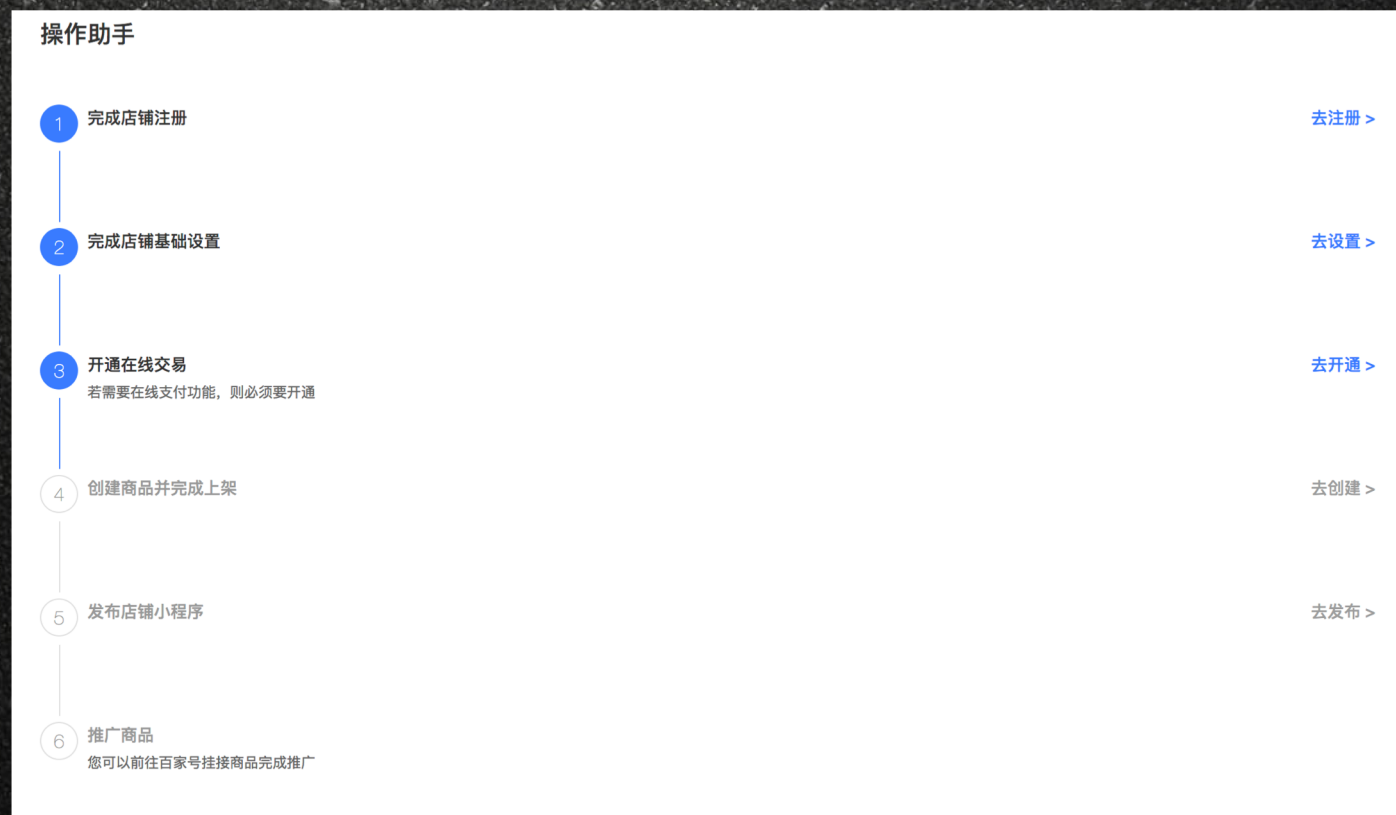 操作助手
1 完成店铺注册 去注册 >
2 完成店铺基础设置 去设置 >
3 开通在线交易 去开通 >
若需要在线支付功能，则必须要开通
4 创建商品并完成上架 去创建 >
5 发布店铺小程序 去发布 >
6 推广商品
您可以前往百家号挂接商品完成推广